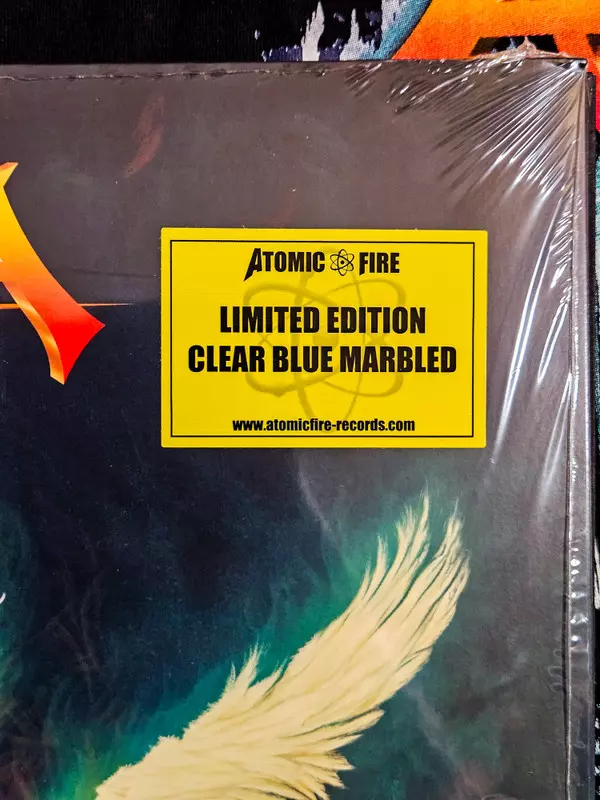 A
ATOMIC FIRE
LIMITED EDITION
CLEAR BLUE MARBLED
www.atomicfire-records.com